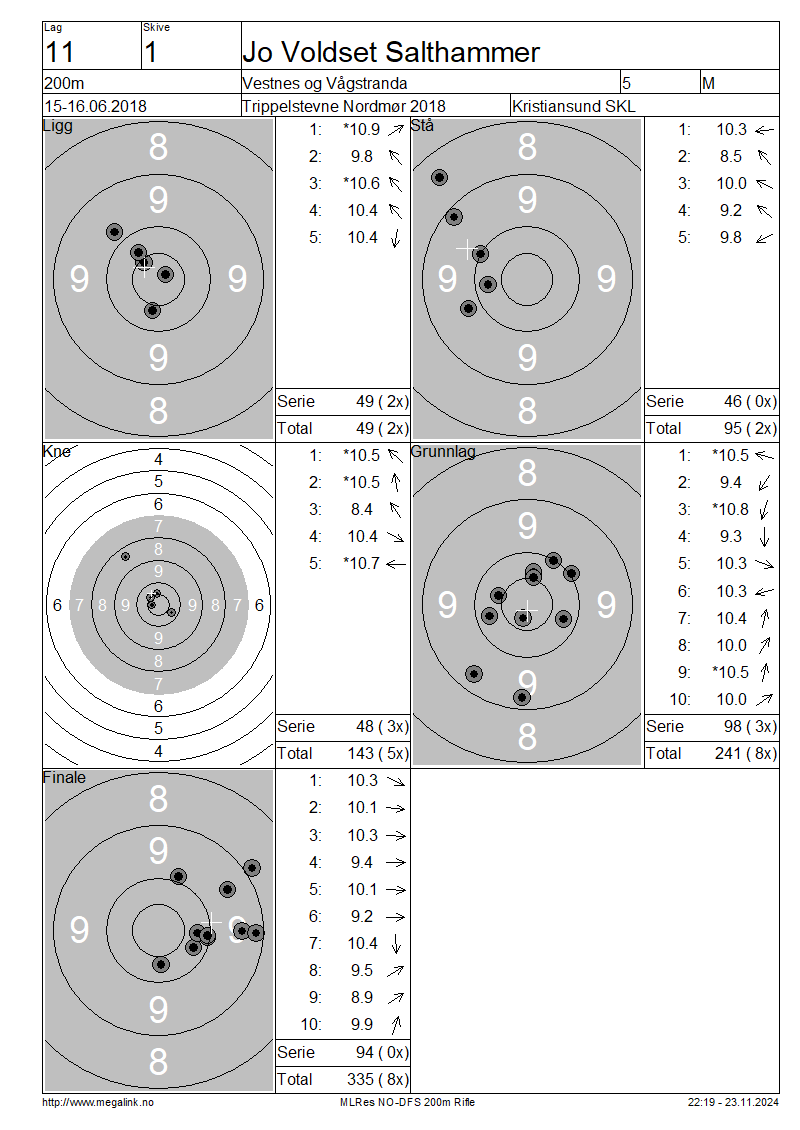 Lag
Skive
11
1
Jo Voldset Salthammer
200m
Vestnes og Vågstranda
5
M
15-16.06.2018
Trippelstevne Nordmør 2018
Kristiansund SKL
Ligg
8
9
9
9
9
8
1: *10.9
2: 9.8
3: *10.6
4: 10.4
5: 10.4
Serie 49 ( 2x)
Total 49 ( 2x)
Stå
8
9
9
9
9
8
1: 10.3
2: 8.5
3: 10.0
4: 9.2
5: 9.8
Serie 46 ( 0x)
Total 95 ( 2x)
Kne
4
5
6
7
8
9
6 7 8 9 9 8 7 6
9
8
7
6
5
4
1: *10.5
2: *10.5
3: 8.4
4: 10.4
5: *10.7
Serie 48 ( 3x)
Total 143 ( 5x)
Grunnlag
8
9
9
9
9
8
1: *10.5
2: 9.4
3: *10.8
4: 9.3
5: 10.3
6: 10.3
7: 10.4
8: 10.0
9: *10.5
10: 10.0
Serie 98 ( 3x)
Total 241 ( 8x)
Finale
8
9
9
9
9
8
1: 10.3
2: 10.1
3: 10.3
4: 9.4
5: 10.1
6: 9.2
7: 10.4
8: 9.5
9: 8.9
10: 9.9
Serie 94 ( 0x)
Total 335 ( 8x)
http://www.megalink.no
MLRes NO-DFS 200m Rifle
22:19 - 23.11.2024